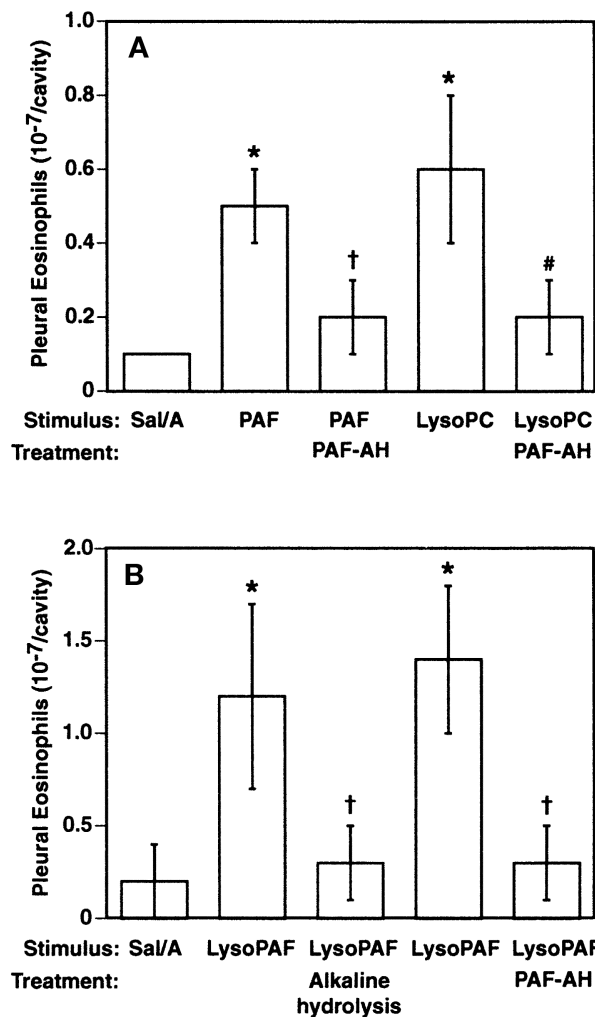 A
Pleural Eosinophils (10⁻⁷/cavity)
1.0
0.8
0.6
0.4
0.2
0
*
†
*
#
Stimulus: Sal/A PAF PAF LysoPC LysoPC
Treatment: PAF-AH PAF-AH
B
Pleural Eosinophils (10⁻⁷/cavity)
2.0
1.5
1.0
0.5
0
*
†
*
†
Stimulus: Sal/A LysoPAF LysoPAF LysoPAF LysoPAF
Treatment: Alkaline PAF-AH
hydrolysis